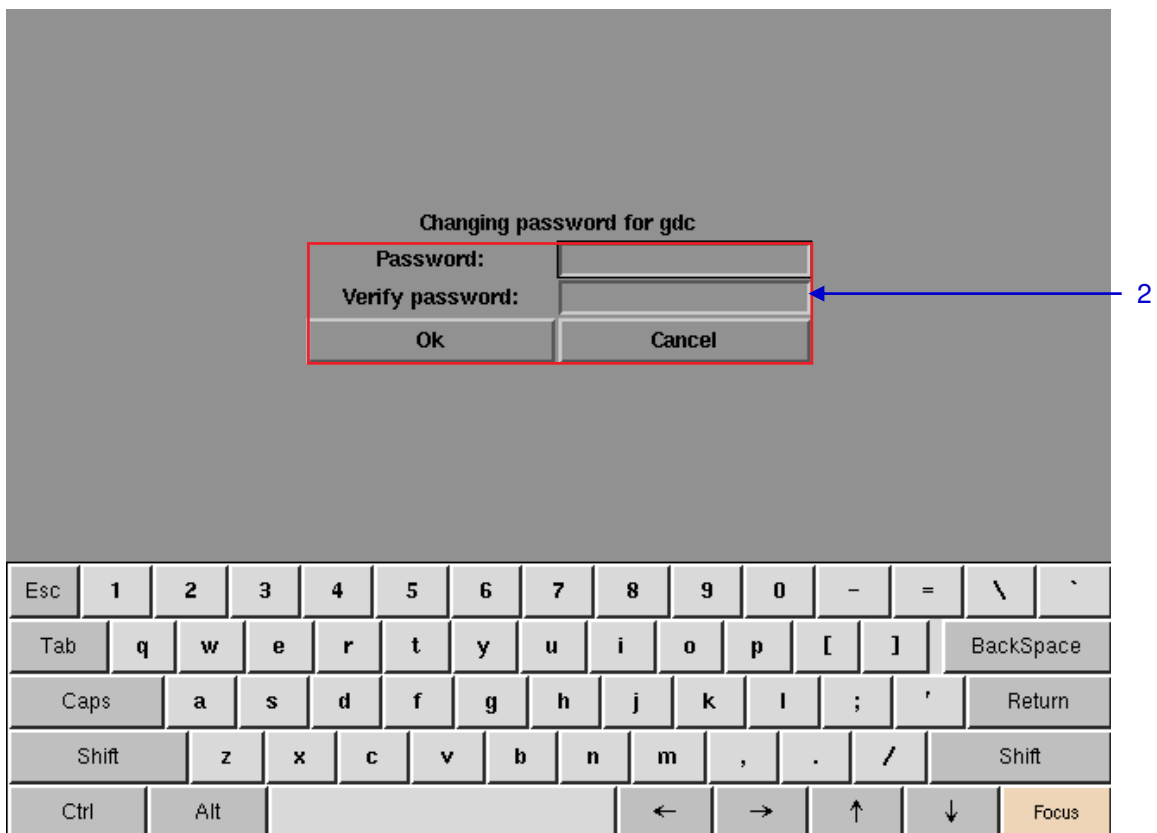 Changing password for gdc
Password:
Verify password:
2
Ok Cancel
Esc 1 2 3 4 5 6 7 8 9 0 - = \ `
Tab q w e r t y u i o p [ ] BackSpace
Caps a s d f g h j k l ; ' Return
Shift z x c v b n m , . / Shift
Ctrl Alt ← → ↑ ↓ Focus